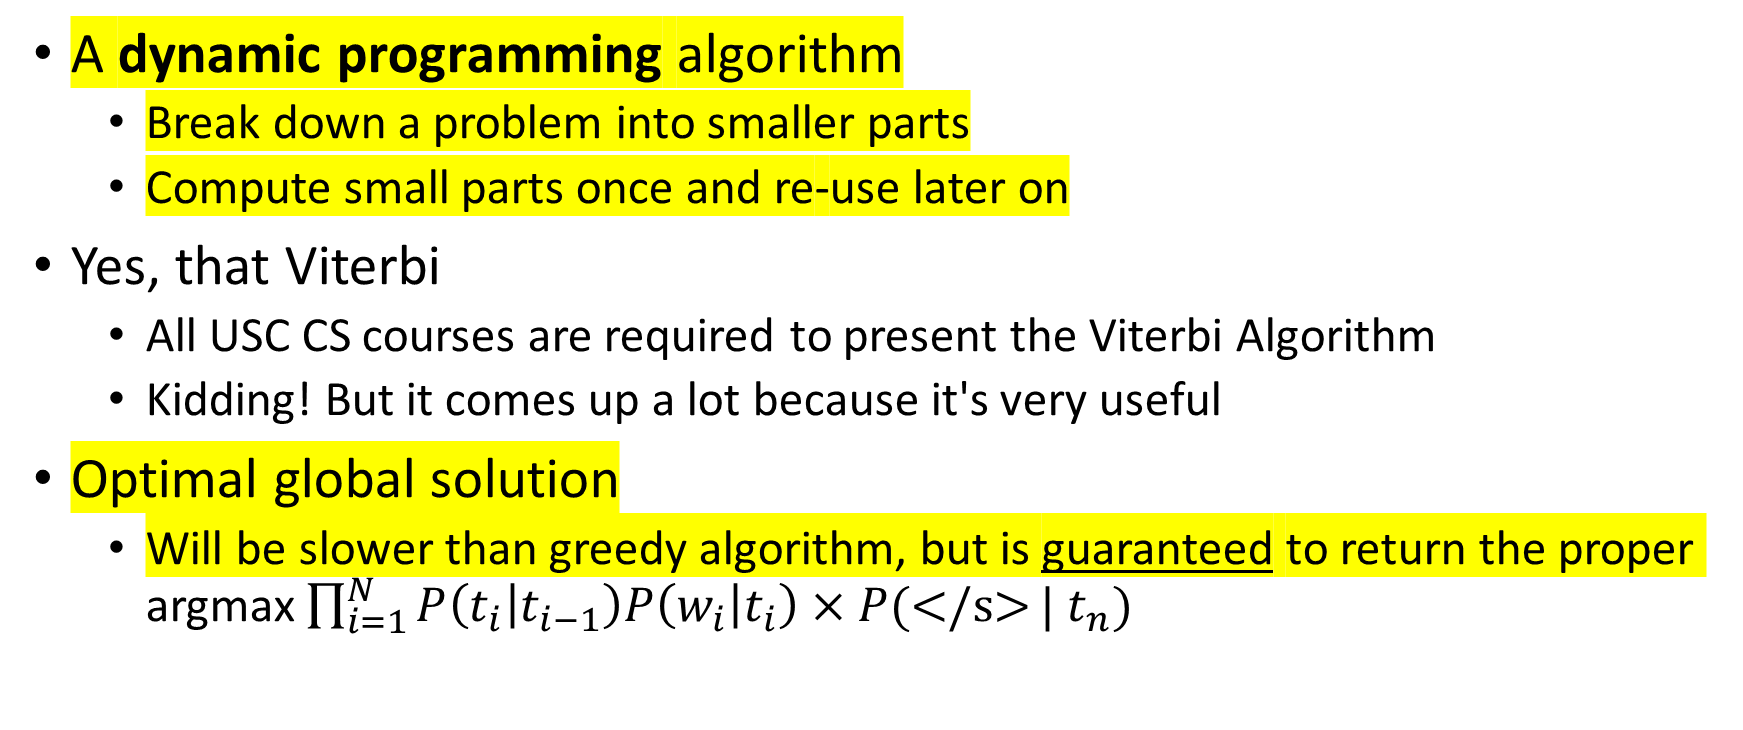 • A dynamic programming algorithm
• Break down a problem into smaller parts
• Compute small parts once and re-use later on
• Yes, that Viterbi
• All USC CS courses are required to present the Viterbi Algorithm
• Kidding! But it comes up a lot because it's very useful
• Optimal global solution
• Will be slower than greedy algorithm, but is guaranteed to return the proper
argmax ∏_{i=1}^{N} P(t_i|t_{i−1})P(w_i|t_i) × P(</s> | t_n)